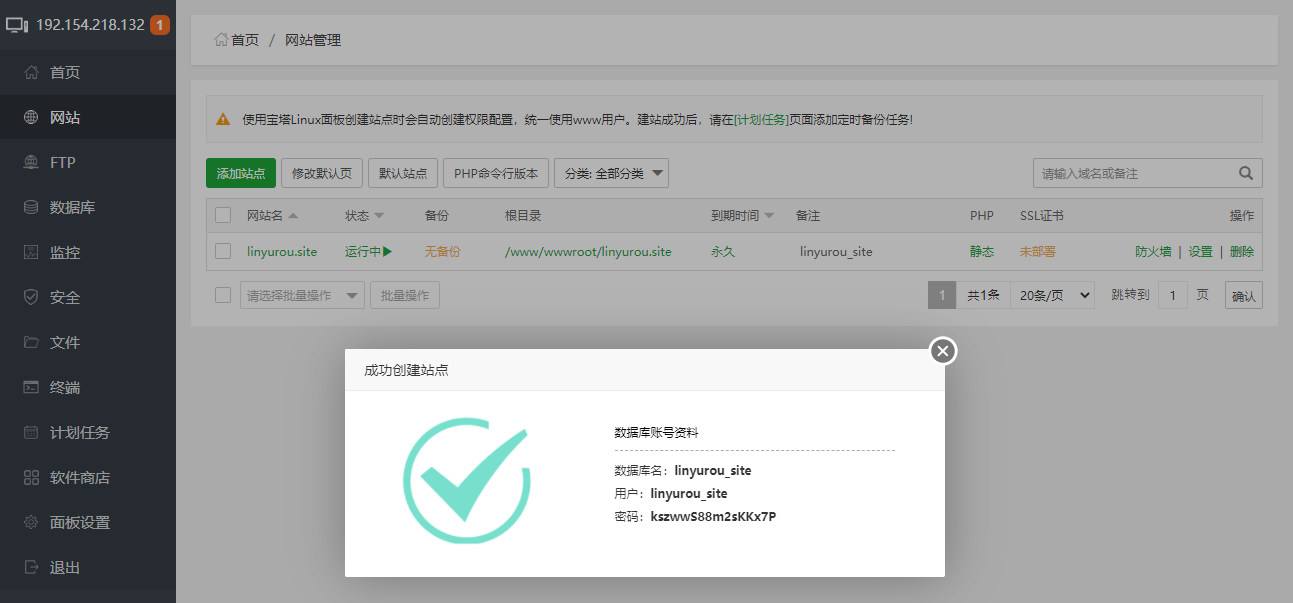 192.154.218.132 1
首页
网站
FTP
数据库
监控
安全
文件
终端
计划任务
软件商店
面板设置
退出
首页 / 网站管理
使用宝塔Linux面板创建站点时会自动创建权限配置，统一使用www用户。建站成功后，请在[计划任务]页面添加定时备份任务!
添加站点 修改默认页 默认站点 PHP命令行版本 分类: 全部分类 请输入域名或备注
网站名 状态 备份 根目录 到期时间 备注 PHP SSL证书 操作
linyurou.site 运行中 无备份 /www/wwwroot/linyurou.site 永久 linyurou_site 静态 未部署 防火墙 | 设置 | 删除
请选择批量操作 批量操作 1 共1条 20条/页 跳转到 1 页 确认
成功创建站点
数据库账号资料
数据库名：linyurou_site
用户：linyurou_site
密码：kszwwS88m2sKKx7P